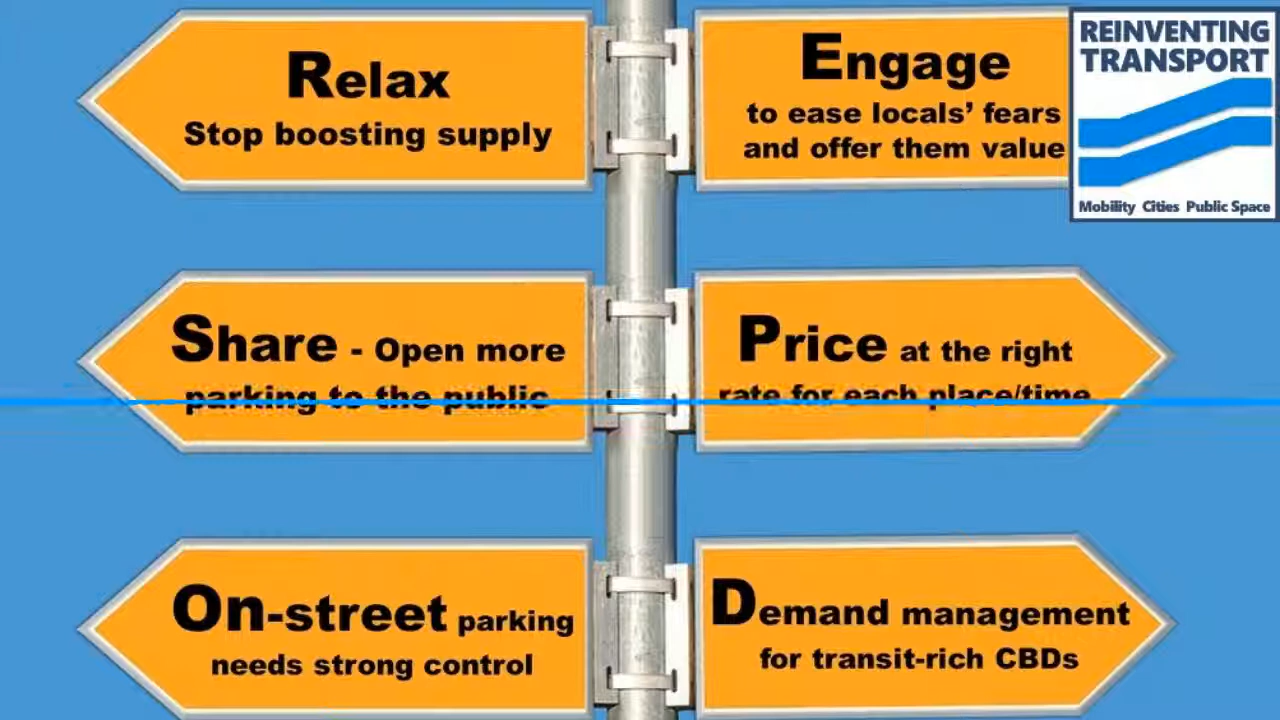 Relax
Stop boosting supply
Engage
to ease locals’ fears
and offer them value
REINVENTING
TRANSPORT
Mobility Cities Public Space
Share - Open more
parking to the public
Price at the right
rate for each place/time
On-street parking
needs strong control
Demand management
for transit-rich CBDs